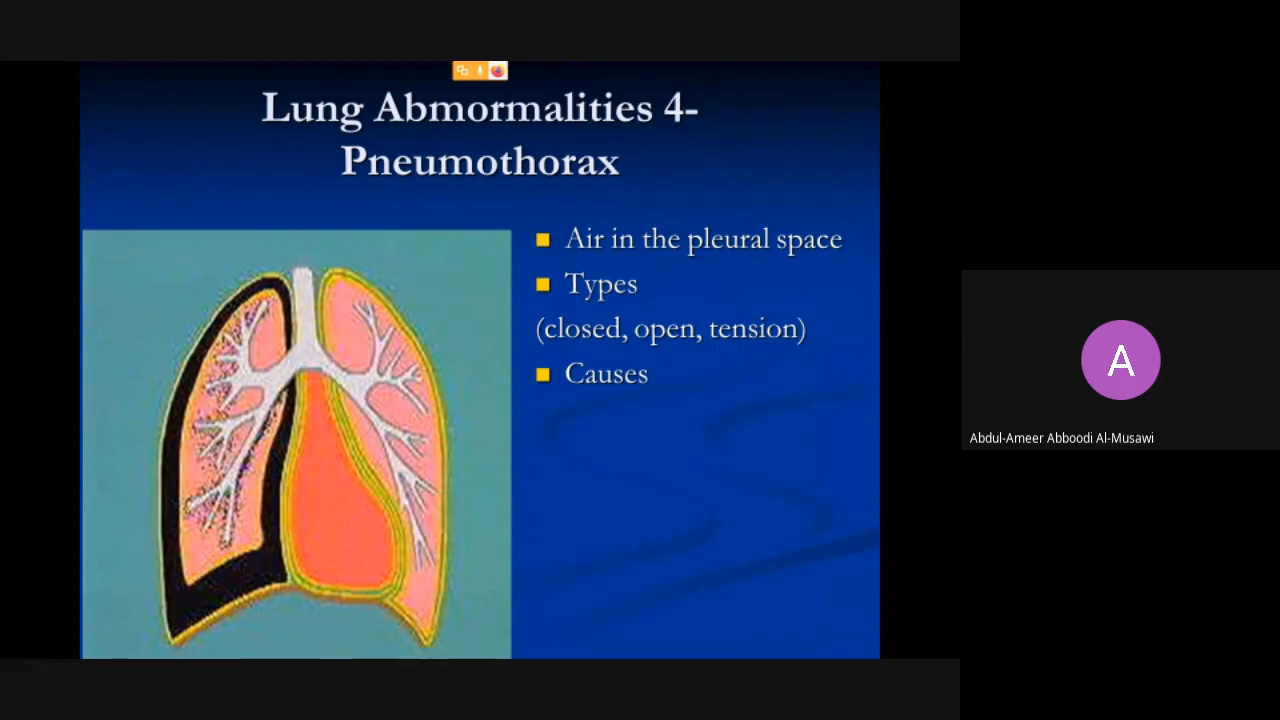 Lung Abmormalities 4-
Pneumothorax
Air in the pleural space
Types
(closed, open, tension)
Causes
A
Abdul-Ameer Abboodi Al-Musawi